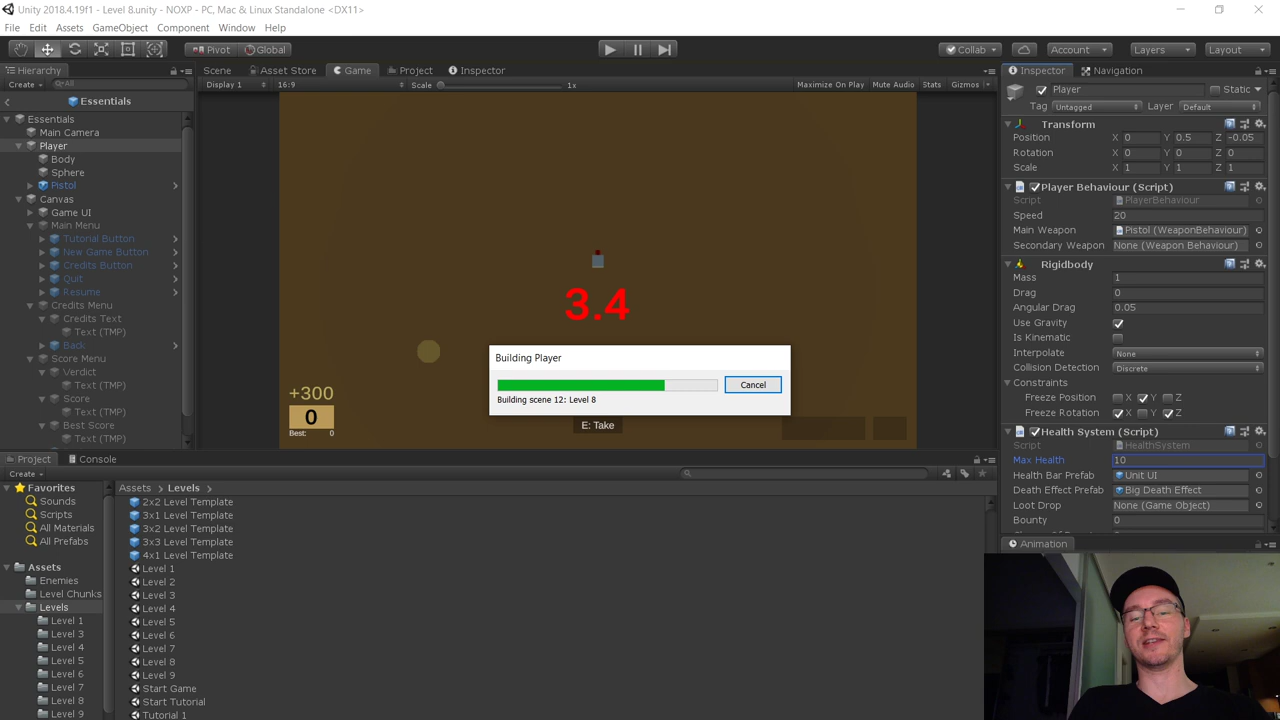 Unity 2018.4.19f1 - Level 8.unity - NOXP - PC, Mac & Linux Standalone <DX11>
File Edit Assets GameObject Component Window Help
Pivot Global Collab Account Layers Layout
Hierarchy Scene Asset Store Game Project Inspector Inspector Navigation
Create All Display 1 16:9 Scale 1x Maximize On Play Mute Audio Stats Gizmos
Player Static
Essentials
Tag Untagged Layer Default
Essentials
Main Camera
Player
Body
Sphere
Pistol
Canvas
Game UI
Main Menu
Tutorial Button
New Game Button
Credits Button
Quit
Resume
Credits Menu
Credits Text
Text (TMP)
Back
Score Menu
Verdict
Text (TMP)
Score
Text (TMP)
Best Score
Text (TMP)
3.4
+300
0
Best: 0
E: Take
Building Player
Cancel
Building scene 12: Level 8
Transform
Position X 0 Y 0.5 Z -0.05
Rotation X 0 Y 0 Z 0
Scale X 1 Y 1 Z 1
Player Behaviour (Script)
Script PlayerBehaviour
Speed 20
Main Weapon Pistol (WeaponBehaviour)
Secondary Weapon None (Weapon Behaviour)
Rigidbody
Mass 1
Drag 0
Angular Drag 0.05
Use Gravity
Is Kinematic
Interpolate None
Collision Detection Discrete
Constraints
Freeze Position X Y Z
Freeze Rotation X Y Z
Health System (Script)
Script HealthSystem
Max Health 10
Health Bar Prefab Unit UI
Death Effect Prefab Big Death Effect
Loot Drop None (Game Object)
Bounty 0
Animation
Project Console
Create
Favorites
Sounds
Scripts
All Materials
All Prefabs
Assets
Enemies
Level Chunks
Levels
Level 1
Level 3
Level 4
Level 5
Level 6
Level 7
Level 8
Level 9
Assets Levels
2x2 Level Template
3x1 Level Template
3x2 Level Template
3x3 Level Template
4x1 Level Template
Level 1
Level 2
Level 3
Level 4
Level 5
Level 6
Level 7
Level 8
Level 9
Start Game
Start Tutorial
Tutorial 1